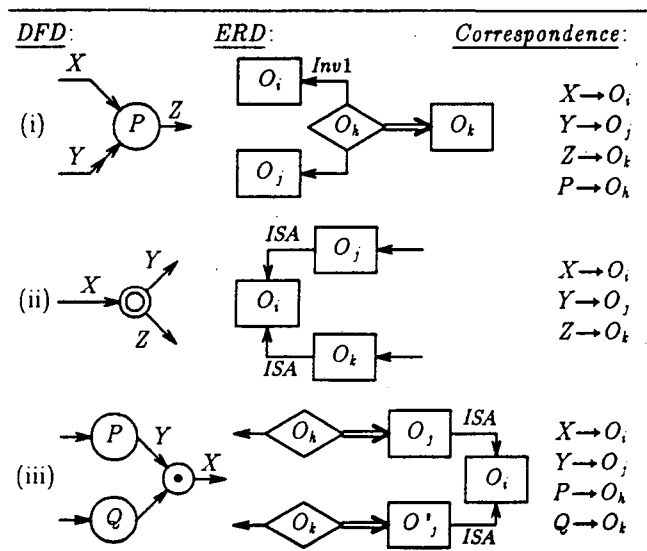 DFD: ERD: Correspondence:
(i) X Y P Z Inv1 O_i O_h O_k O_j
X→O_i
Y→O_j
Z→O_k
P→O_h
(ii) X Y Z ISA O_j O_i O_k ISA
X→O_i
Y→O_j
Z→O_k
(iii) P Y X Q O_h O_j ISA O_i O_k O'_j ISA
X→O_i
Y→O_j
P→O_h
Q→O_k